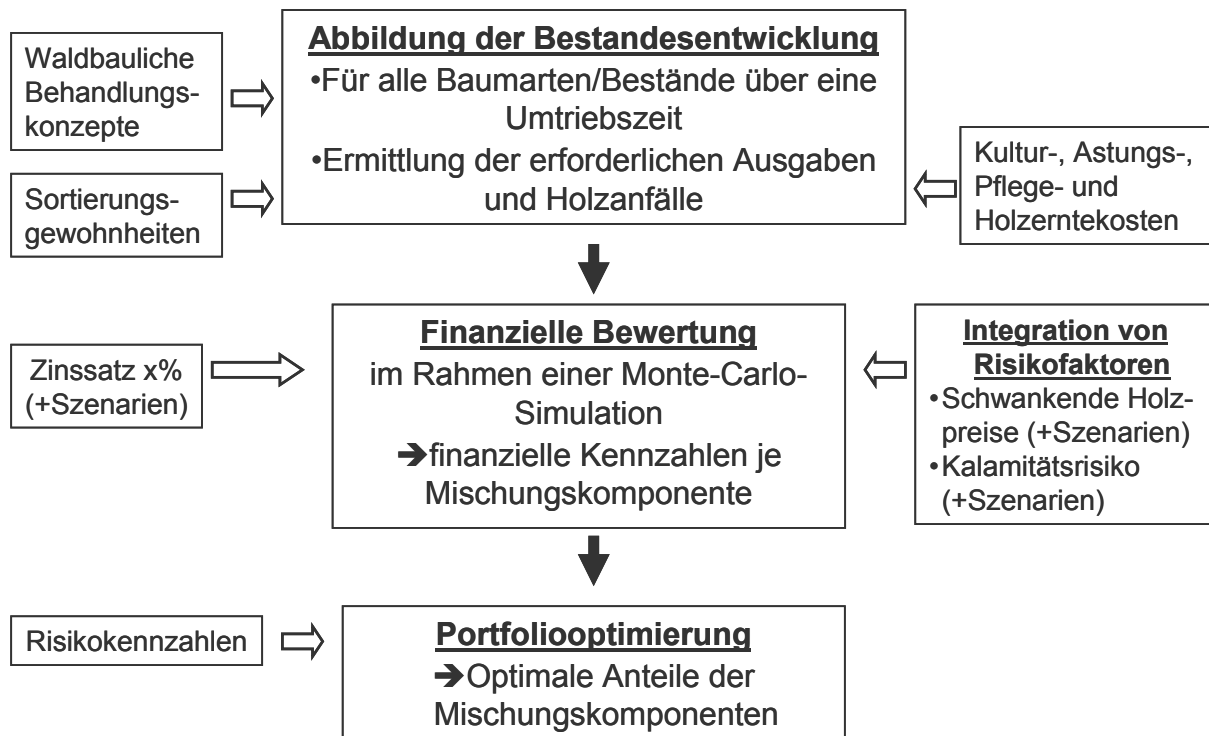 Waldbauliche
Behandlungs-
konzepte
Sortierungs-
gewohnheiten
Abbildung der Bestandesentwicklung
•Für alle Baumarten/Bestände über eine
Umtriebszeit
•Ermittlung der erforderlichen Ausgaben
und Holzanfälle
Kultur-, Astungs-,
Pflege- und
Holzerntekosten
Zinssatz x%
(+Szenarien)
Finanzielle Bewertung
im Rahmen einer Monte-Carlo-
Simulation
➔finanzielle Kennzahlen je
Mischungskomponente
Integration von
Risikofaktoren
•Schwankende Holz-
preise (+Szenarien)
•Kalamitätsrisiko
(+Szenarien)
Risikokennzahlen
Portfoliooptimierung
➔Optimale Anteile der
Mischungskomponenten